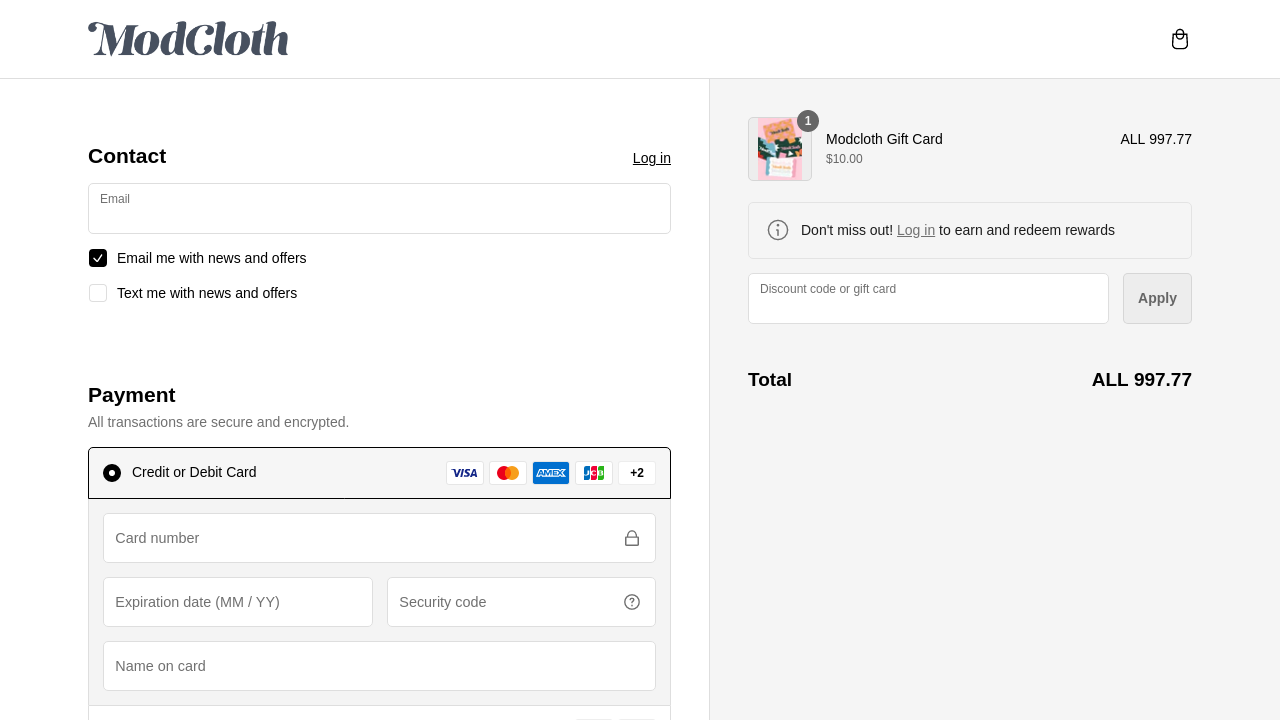 ModCloth
Contact
Log in
Email
Email me with news and offers
Text me with news and offers
Payment
All transactions are secure and encrypted.
Credit or Debit Card
VISA
AMEX
JCB
+2
Card number
Expiration date (MM / YY)
Security code
Name on card
1
Modcloth Gift Card
ALL 997.77
$10.00
Don't miss out! Log in to earn and redeem rewards
Discount code or gift card
Apply
Total
ALL 997.77